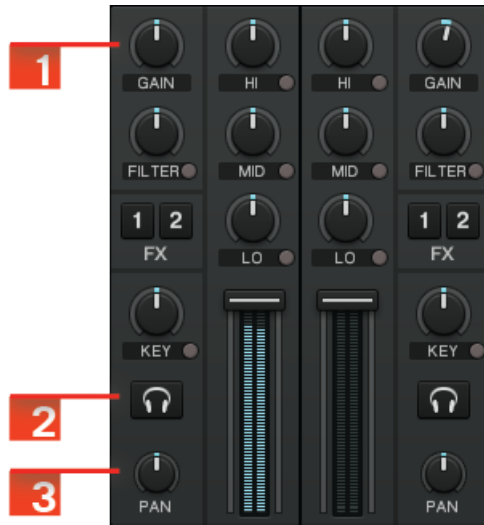 1 GAIN HI HI GAIN
FILTER MID MID FILTER
1 2 LO LO 1 2
FX FX
KEY KEY
2
3 PAN PAN